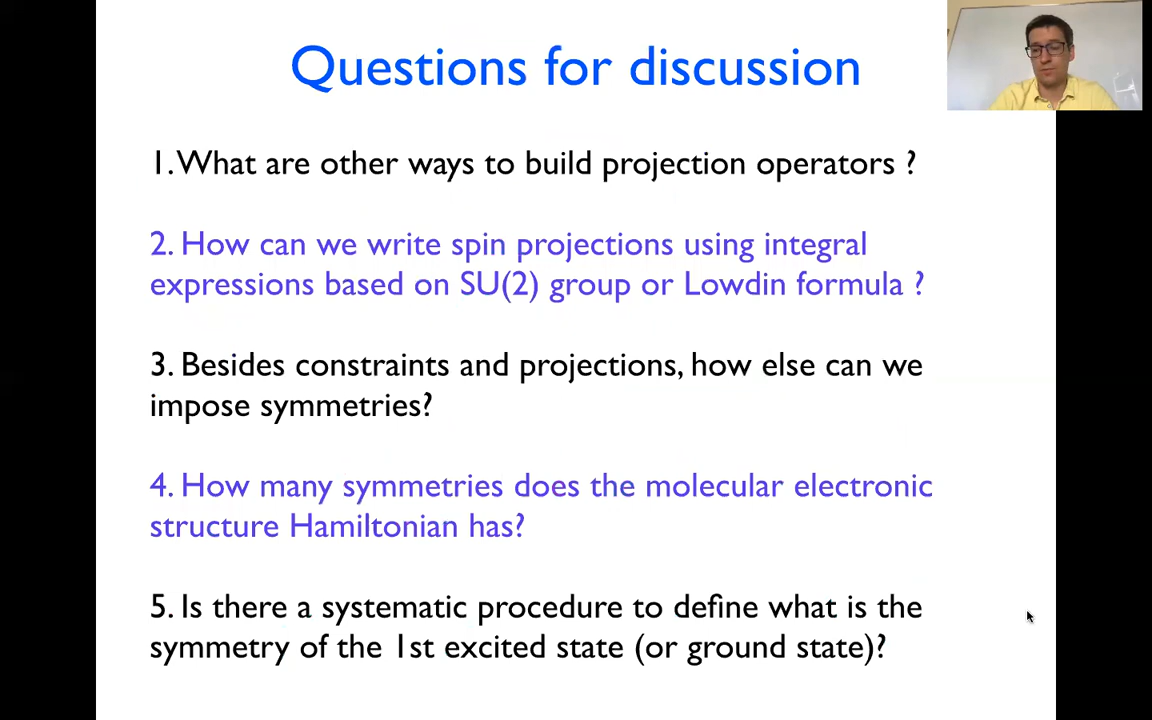 Questions for discussion
1. What are other ways to build projection operators ?
2. How can we write spin projections using integral
expressions based on SU(2) group or Lowdin formula ?
3. Besides constraints and projections, how else can we
impose symmetries?
4. How many symmetries does the molecular electronic
structure Hamiltonian has?
5. Is there a systematic procedure to define what is the
symmetry of the 1st excited state (or ground state)?